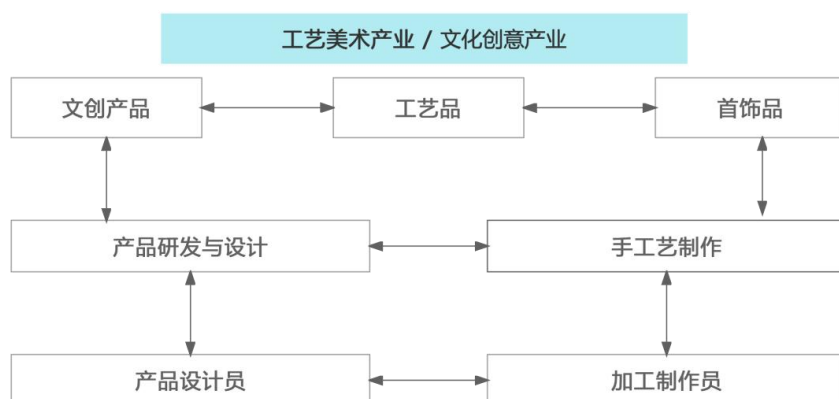 工艺美术产业 / 文化创意产业
文创产品
工艺品
首饰品
产品研发与设计
手工艺制作
产品设计员
加工制作员